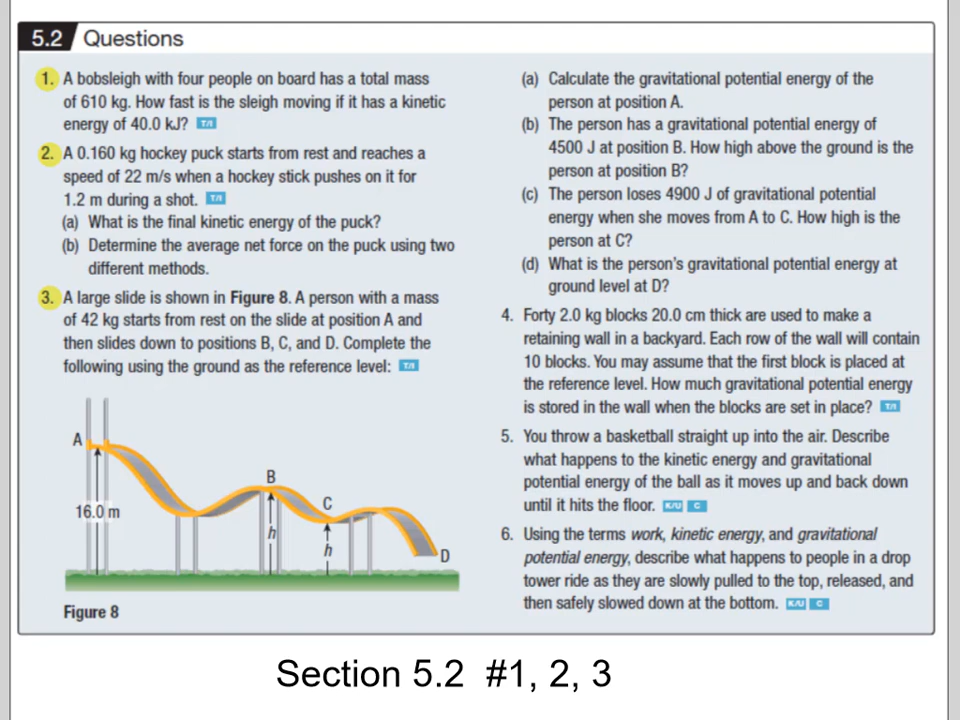 5.2 Questions
1. A bobsleigh with four people on board has a total mass
of 610 kg. How fast is the sleigh moving if it has a kinetic
energy of 40.0 kJ? T/I
2. A 0.160 kg hockey puck starts from rest and reaches a
speed of 22 m/s when a hockey stick pushes on it for
1.2 m during a shot. T/I
(a) What is the final kinetic energy of the puck?
(b) Determine the average net force on the puck using two
different methods.
3. A large slide is shown in Figure 8. A person with a mass
of 42 kg starts from rest on the slide at position A and
then slides down to positions B, C, and D. Complete the
following using the ground as the reference level: T/I
A
B
C
16.0 m
h
h
D
Figure 8
(a) Calculate the gravitational potential energy of the
person at position A.
(b) The person has a gravitational potential energy of
4500 J at position B. How high above the ground is the
person at position B?
(c) The person loses 4900 J of gravitational potential
energy when she moves from A to C. How high is the
person at C?
(d) What is the person's gravitational potential energy at
ground level at D?
4. Forty 2.0 kg blocks 20.0 cm thick are used to make a
retaining wall in a backyard. Each row of the wall will contain
10 blocks. You may assume that the first block is placed at
the reference level. How much gravitational potential energy
is stored in the wall when the blocks are set in place? T/I
5. You throw a basketball straight up into the air. Describe
what happens to the kinetic energy and gravitational
potential energy of the ball as it moves up and back down
until it hits the floor. K/U C
6. Using the terms work, kinetic energy, and gravitational
potential energy, describe what happens to people in a drop
tower ride as they are slowly pulled to the top, released, and
then safely slowed down at the bottom. K/U C
Section 5.2 #1, 2, 3